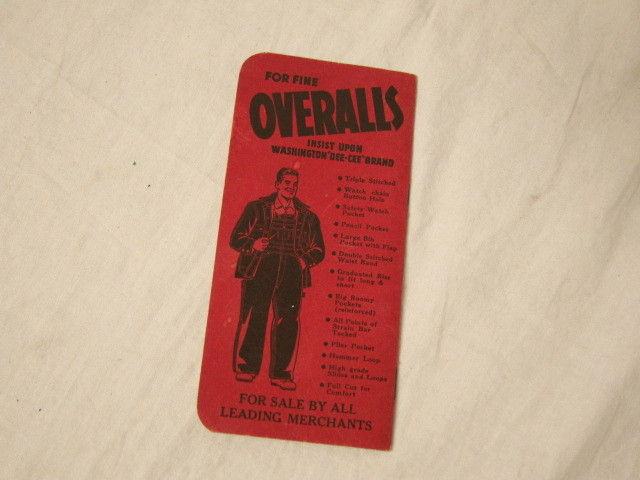 FOR FINE
OVERALLS
INSIST UPON
WASHINGTON "DEE-CEE" BRAND
• Triple Stitched
• Watch chain
Button Hole
• Safety Watch
Pocket
• Pencil Pocket
• Large Bib
Pocket with Flap
• Double Stitched
Waist Band
• Graduated Rise
to fit long &
short
• Big Roomy
Pockets
(reinforced)
• All Points of
Strain Bar
Tacked
• Plier Pocket
• Hammer Loop
• High grade
Slides and Loops
• Full Cut for
Comfort
FOR SALE BY ALL
LEADING MERCHANTS